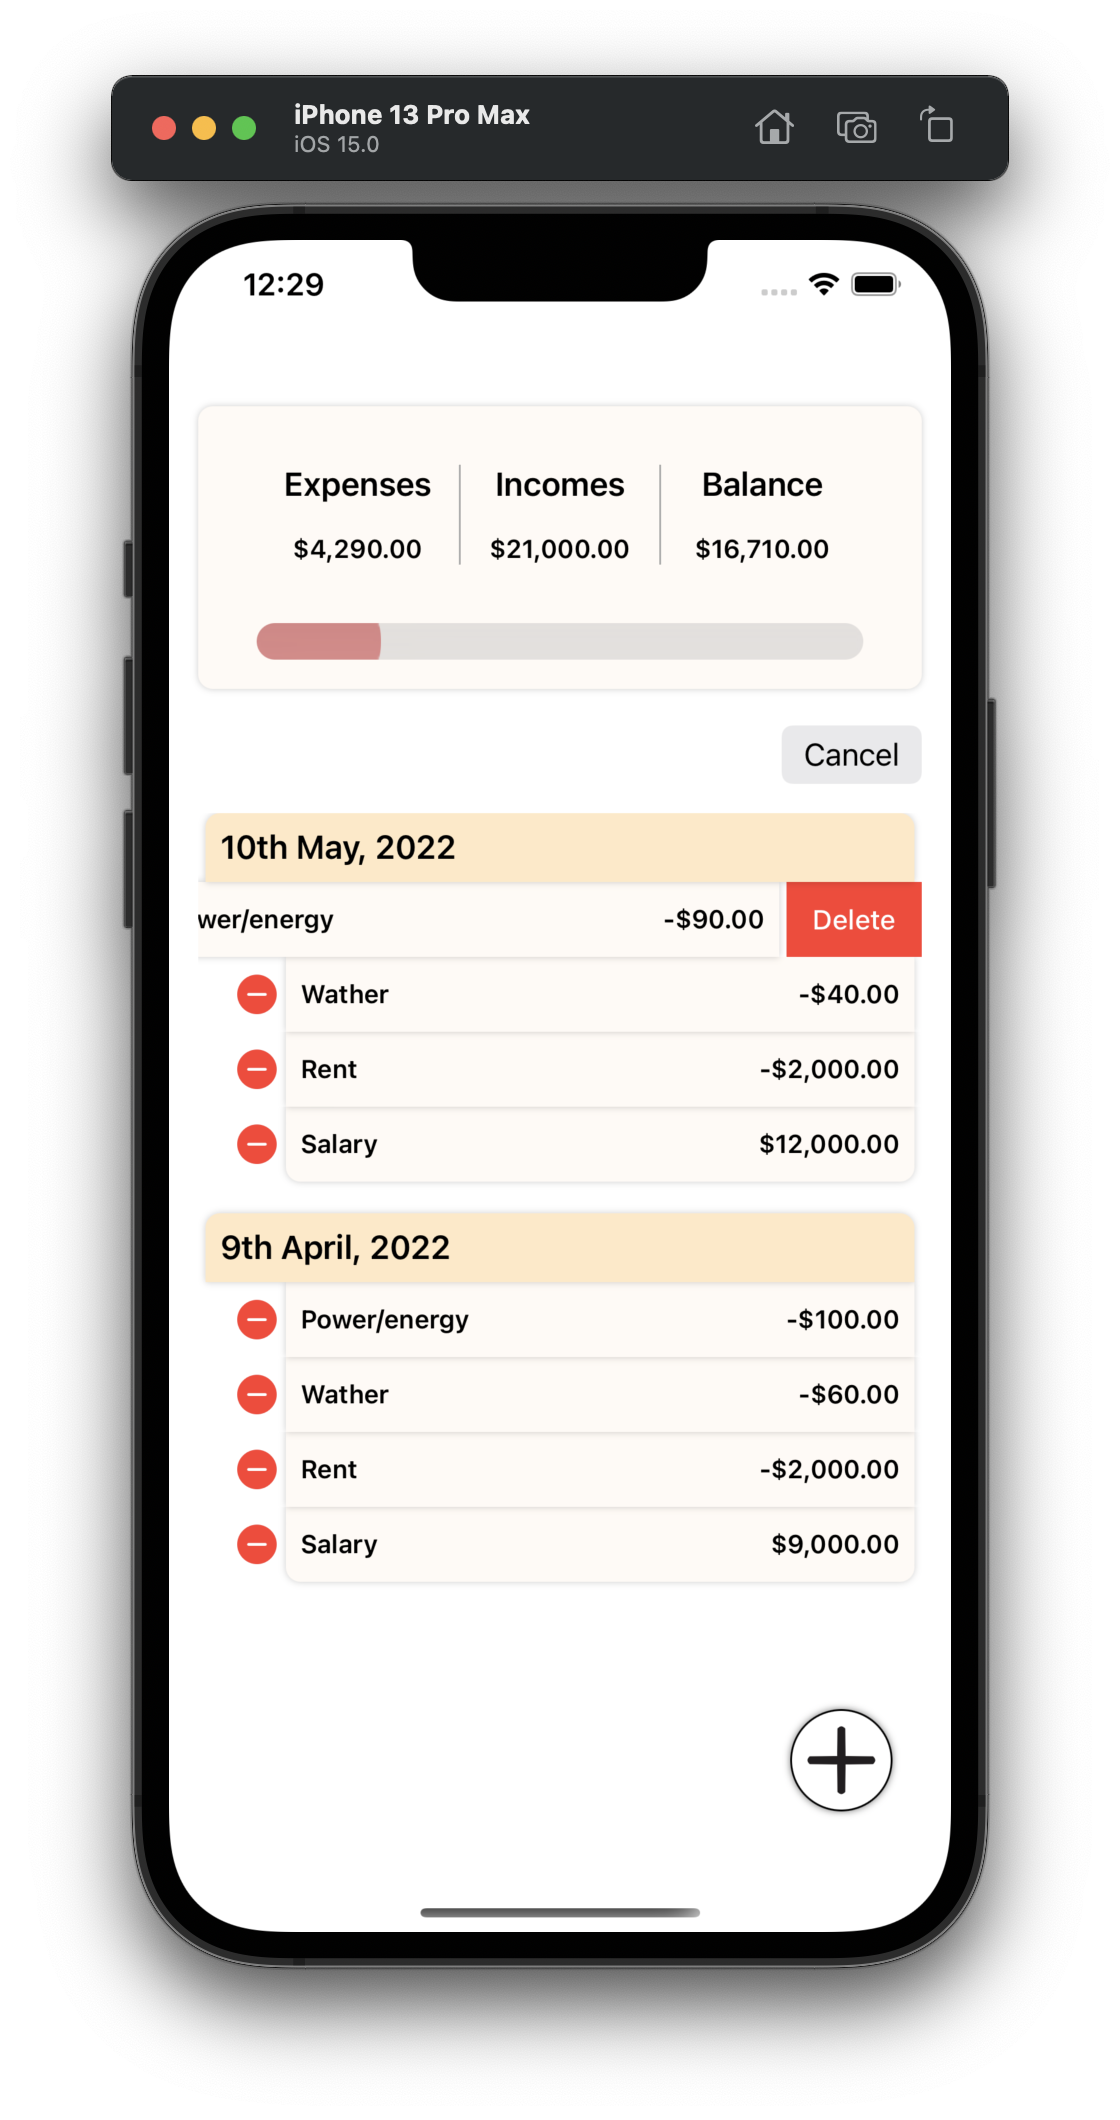 iPhone 13 Pro Max
iOS 15.0
12:29
Expenses Incomes Balance
$4,290.00 $21,000.00 $16,710.00
Cancel
10th May, 2022
wer/energy -$90.00 Delete
Wather -$40.00
Rent -$2,000.00
Salary $12,000.00
9th April, 2022
Power/energy -$100.00
Wather -$60.00
Rent -$2,000.00
Salary $9,000.00